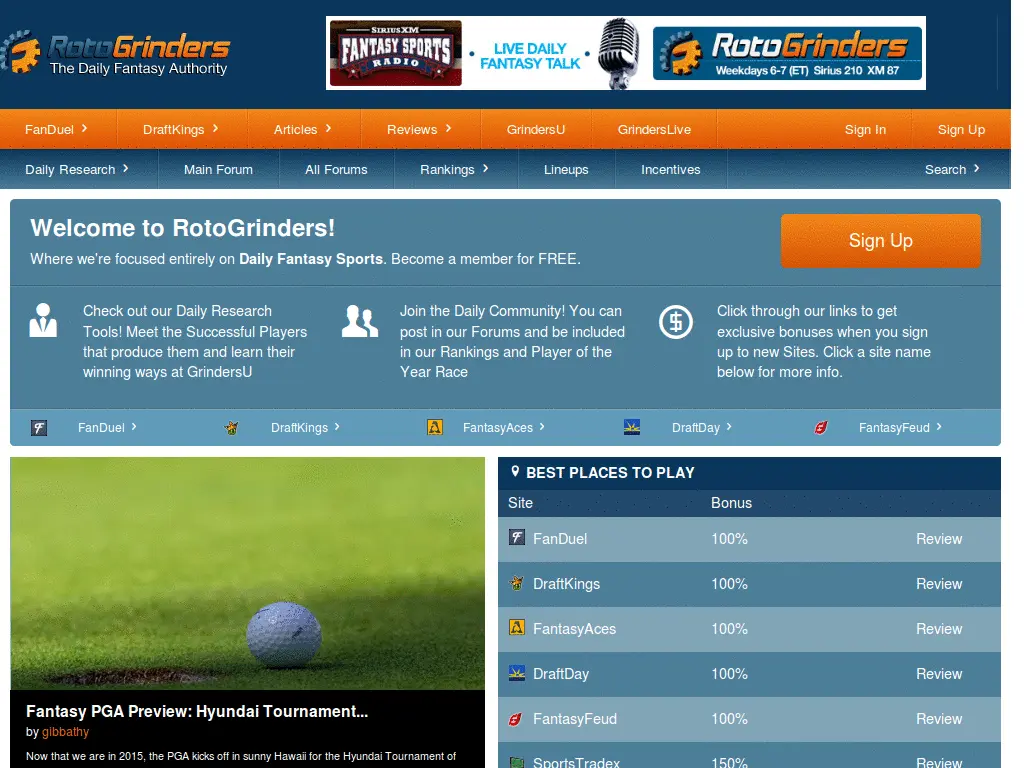 RotoGrinders
The Daily Fantasy Authority
SIRIUSXM
FANTASY SPORTS
RADIO
• LIVE DAILY •
FANTASY TALK
RotoGrinders
Weekdays 6-7 (ET) Sirius 210 XM 87
FanDuel DraftKings Articles Reviews GrindersU GrindersLive Sign In Sign Up
Daily Research Main Forum All Forums Rankings Lineups Incentives Search
Welcome to RotoGrinders!
Where we're focused entirely on Daily Fantasy Sports. Become a member for FREE.
Sign Up
Check out our Daily Research
Tools! Meet the Successful Players
that produce them and learn their
winning ways at GrindersU
Join the Daily Community! You can
post in our Forums and be included
in our Rankings and Player of the
Year Race
Click through our links to get
exclusive bonuses when you sign
up to new Sites. Click a site name
below for more info.
FanDuel DraftKings FantasyAces DraftDay FantasyFeud
Fantasy PGA Preview: Hyundai Tournament...
by gibbathy
Now that we are in 2015, the PGA kicks off in sunny Hawaii for the Hyundai Tournament of
BEST PLACES TO PLAY
Site Bonus
FanDuel 100% Review
DraftKings 100% Review
FantasyAces 100% Review
DraftDay 100% Review
FantasyFeud 100% Review
SportsTradex 150% Review